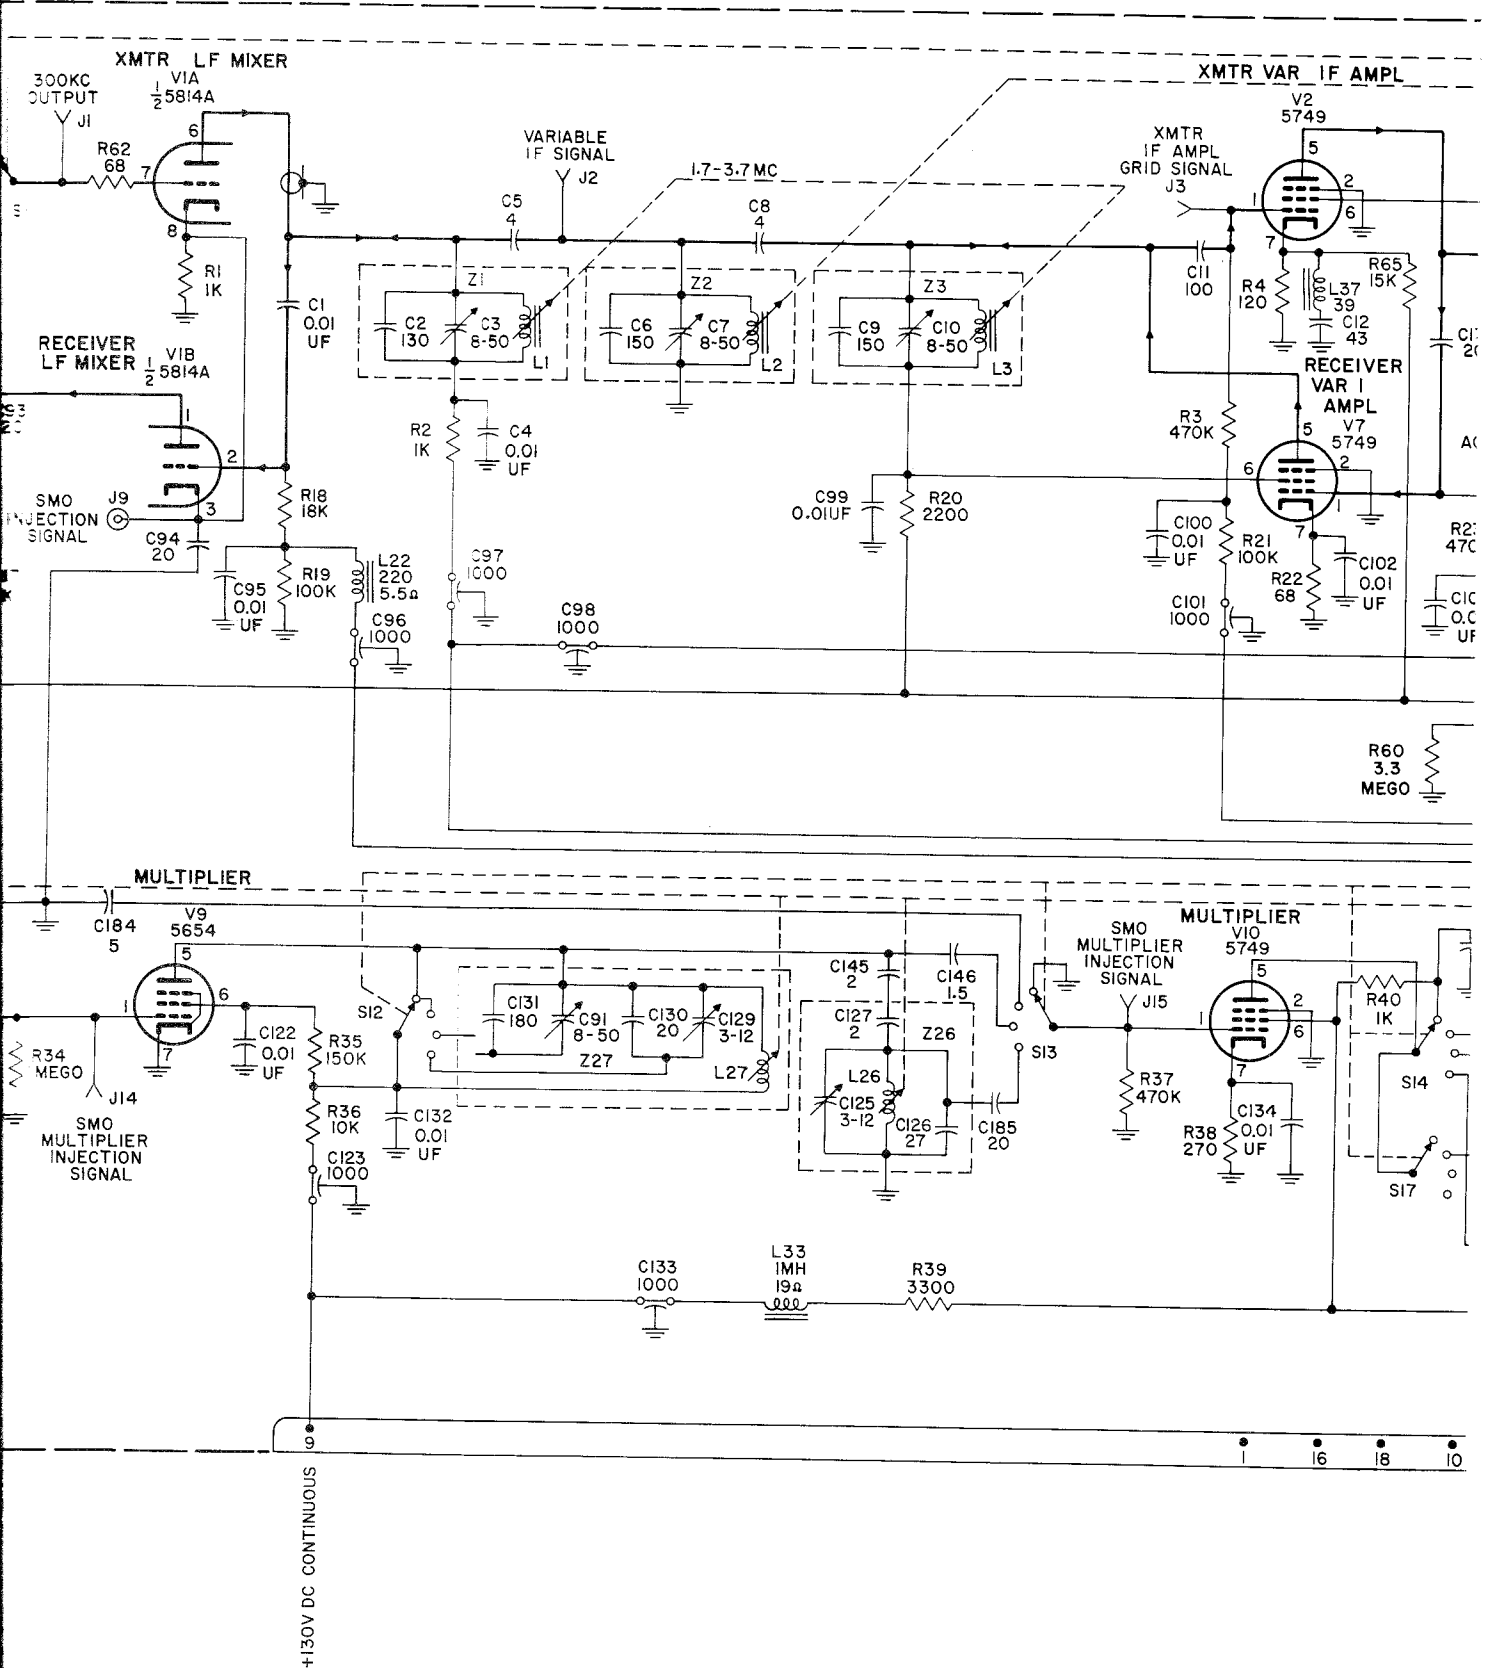 XMTR LF MIXER
V1A
1/2 5814A
300KC
OUTPUT
J1
R62
68
6
7
8
R1
1K
RECEIVER
LF MIXER
V1B
1/2 5814A
C1
0.01
UF
1
2
3
SMO
INJECTION
SIGNAL
J9
C94
20
R18
18K
C95
0.01
UF
R19
100K
L22
220
5.5Ω
C96
1000
VARIABLE
IF SIGNAL
J2
C5
4
1.7-3.7 MC
C8
4
Z1
C2
130
C3
8-50
L1
Z2
C6
150
C7
8-50
L2
Z3
C9
150
C10
8-50
L3
R2
1K
C4
0.01
UF
C97
1000
C98
1000
C99
0.01UF
R20
2200
XMTR VAR IF AMPL
V2
5749
XMTR
IF AMPL
GRID SIGNAL
J3
5
1
2
6
7
C11
100
R4
120
L37
39
C12
43
R65
15K
RECEIVER
VAR I
AMPL
V7
5749
R3
470K
5
6
2
1
7
C100
0.01
UF
R21
100K
C101
1000
R22
68
C102
0.01
UF
R60
3.3
MEGO
MULTIPLIER
C184
5
V9
5654
5
1
6
7
R34
MEGO
J14
SMO
MULTIPLIER
INJECTION
SIGNAL
C122
0.01
UF
R35
150K
R36
10K
C123
1000
S12
C132
0.01
UF
C131
180
C91
8-50
C130
20
C129
3-12
Z27
L27
C145
2
C146
1.5
C127
2
Z26
L26
C125
3-12
C126
27
C185
20
S13
SMO
MULTIPLIER
INJECTION
SIGNAL
J15
MULTIPLIER
V10
5749
5
1
2
6
7
R37
470K
R38
270
C134
0.01
UF
R40
1K
S14
S17
C133
1000
L33
1MH
19Ω
R39
3300
9
1
16
18
10
+130V DC CONTINUOUS